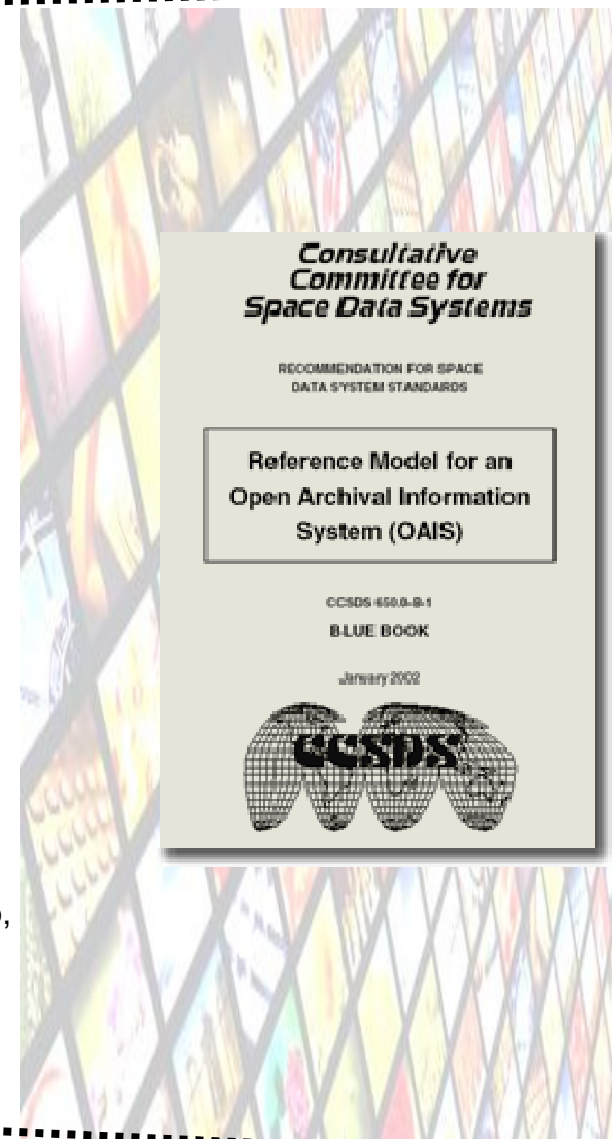 Consultative
Committee for
Space Data Systems
RECOMMENDATION FOR SPACE
DATA SYSTEM STANDARDS
Reference Model for an
Open Archival Information
System (OAIS)
CCSDS 650.0-B-1
BLUE BOOK
January 2002
CCSDS